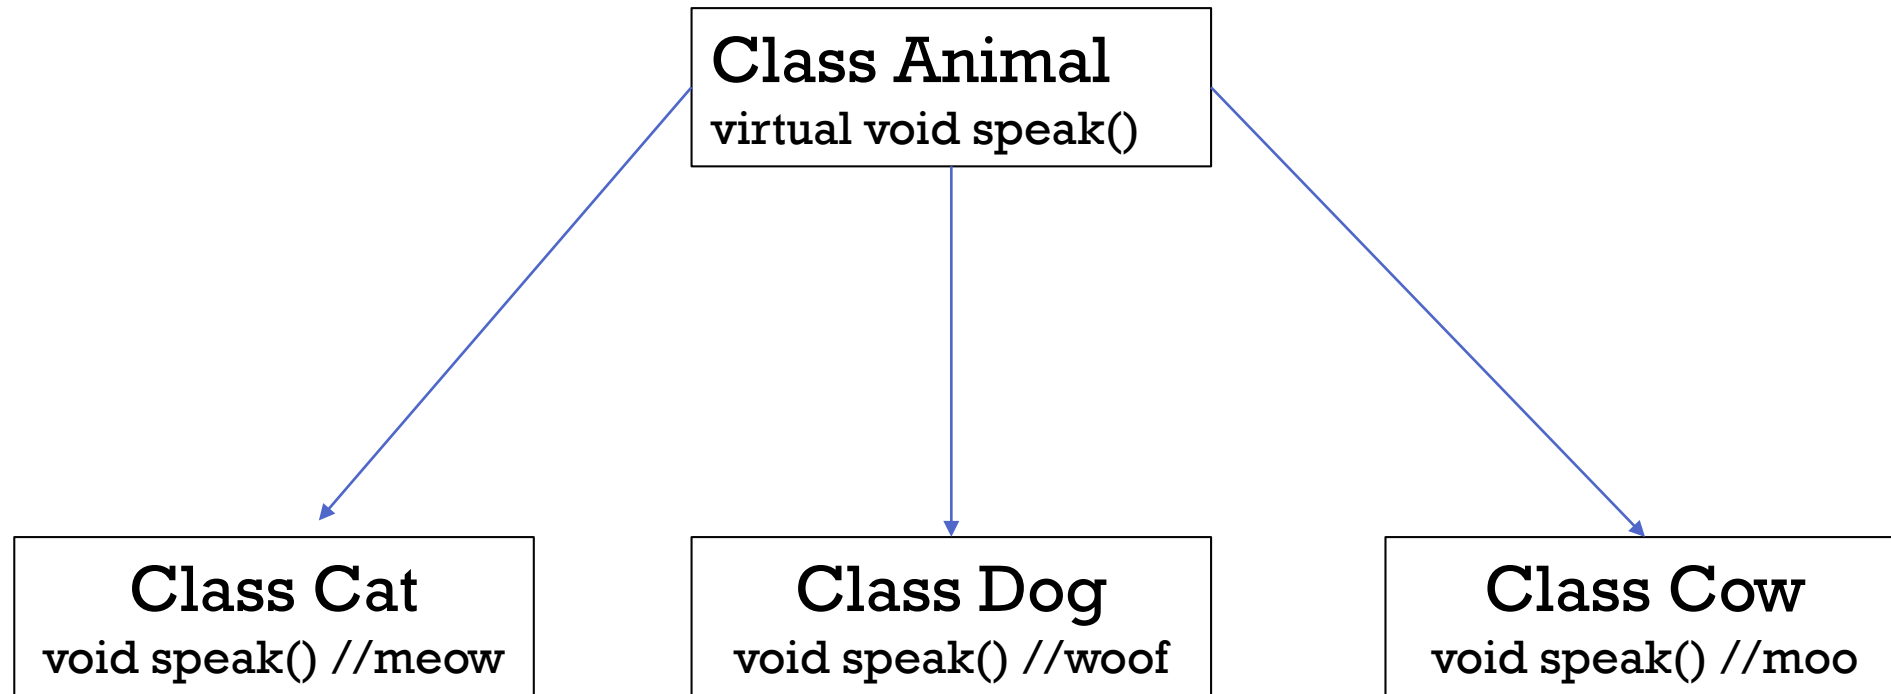 Class Animal
virtual void speak()
Class Cat
void speak() //meow
Class Dog
void speak() //woof
Class Cow
void speak() //moo